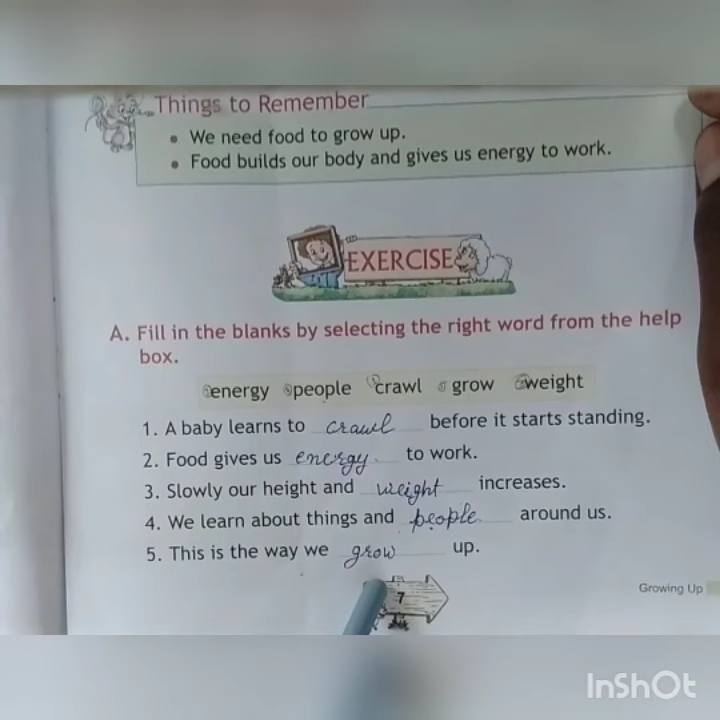 Things to Remember
• We need food to grow up.
• Food builds our body and gives us energy to work.
EXERCISE
A. Fill in the blanks by selecting the right word from the help
box.
energy people crawl grow weight
1. A baby learns to crawl before it starts standing.
2. Food gives us energy. to work.
3. Slowly our height and weight increases.
4. We learn about things and people around us.
5. This is the way we grow up.
7
Growing Up
InShOt